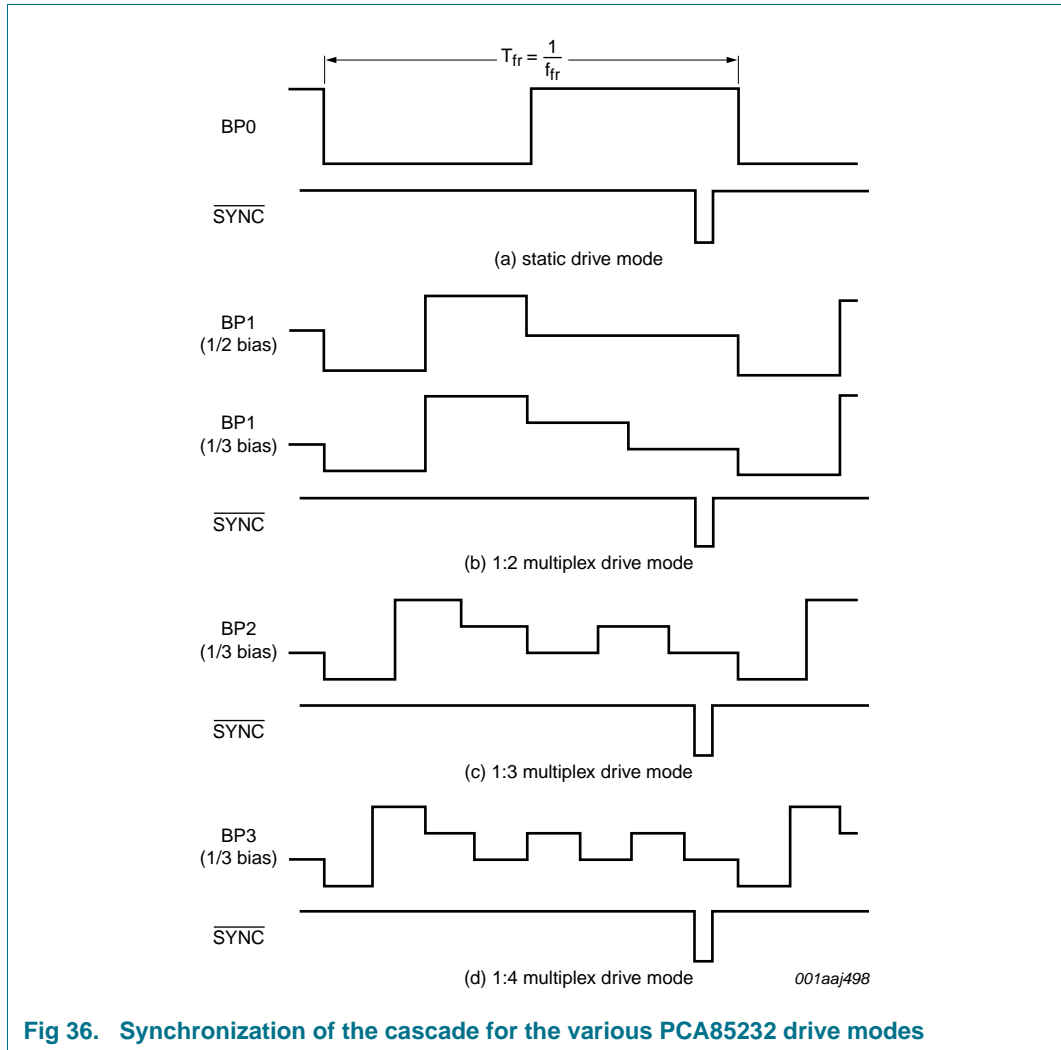 T_fr = 1/f_fr
BP0
SYNC
(a) static drive mode
BP1
(1/2 bias)
BP1
(1/3 bias)
SYNC
(b) 1:2 multiplex drive mode
BP2
(1/3 bias)
SYNC
(c) 1:3 multiplex drive mode
BP3
(1/3 bias)
SYNC
(d) 1:4 multiplex drive mode
001aaj498
Fig 36. Synchronization of the cascade for the various PCA85232 drive modes